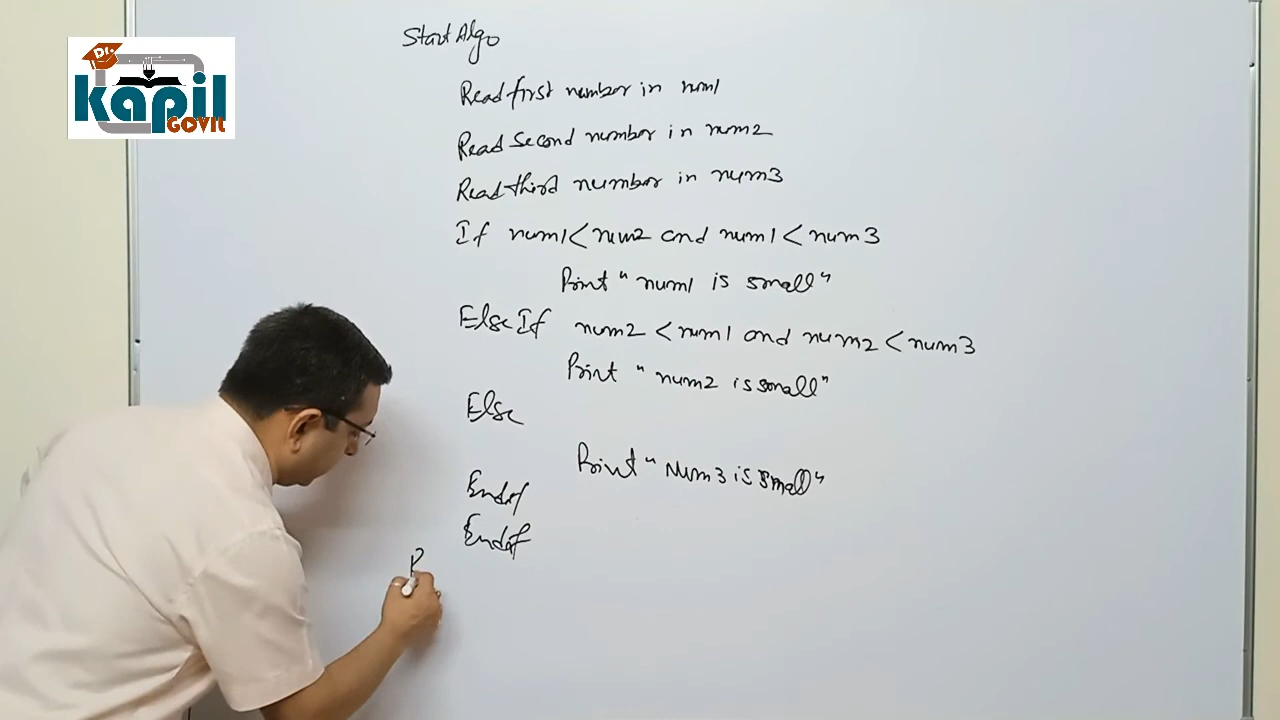 Dr.
Kapil
GOVIL
Start Algo
Read first number in num1
Read second number in num2
Read third number in num3
If num1 < num2 and num1 < num3
Print "num1 is small"
Else If num2 < num1 and num2 < num3
Print "num2 is small"
Else
Print "Num3 is small"
Endif
Endif